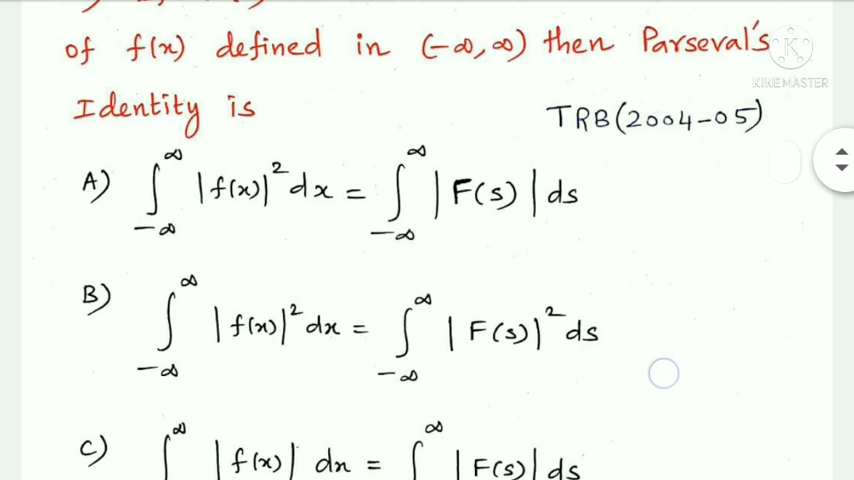 of f(x) defined in (-∞,∞) then Parseval's
KINEMASTER
Identity is
TRB(2004-05)
A) ∫_{-∞}^{∞} |f(x)|² dx = ∫_{-∞}^{∞} |F(s)| ds
B) ∫_{-∞}^{∞} |f(x)|² dx = ∫_{-∞}^{∞} |F(s)|² ds
C) ∫^{∞} |f(x)| dx = ∫^{∞} |F(s)| ds